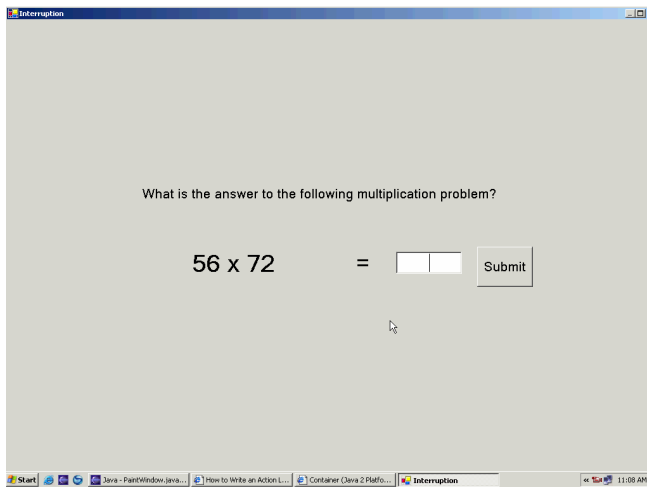 Interruption
What is the answer to the following multiplication problem?
56 x 72 = Submit
Start Java - PaintWindow.java... How to Write an Action L... Container (Java 2 Platfo... Interruption « 11:08 AM